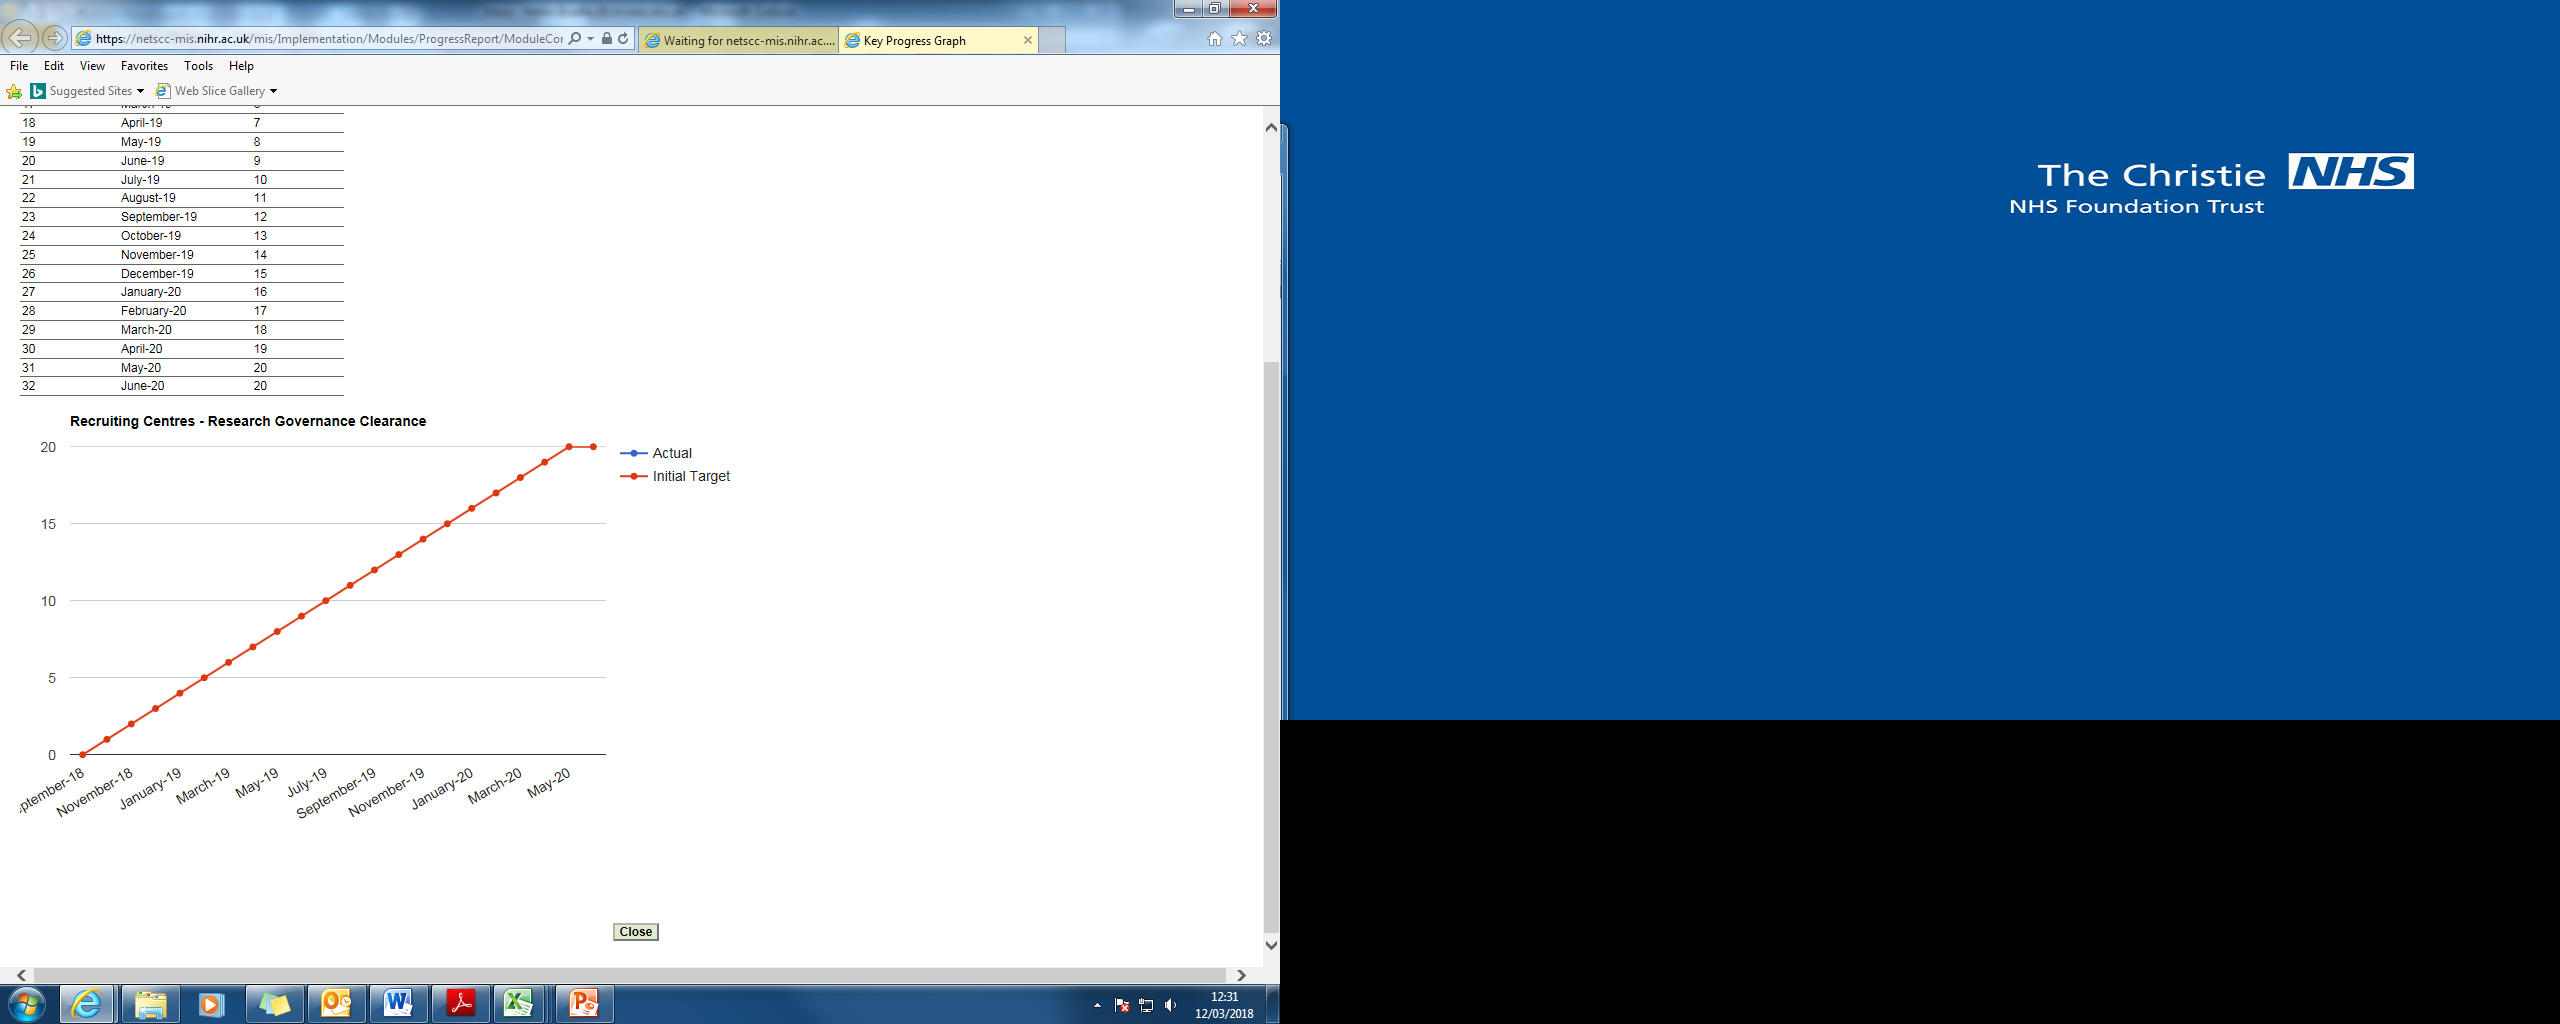 https://netscc-mis.nihr.ac.uk/mis/Implementation/Modules/ProgressReport/ModuleCor
Waiting for netscc-mis.nihr.ac....
Key Progress Graph
File Edit View Favorites Tools Help
Suggested Sites
Web Slice Gallery
18 April-19 7
19 May-19 8
20 June-19 9
21 July-19 10
22 August-19 11
23 September-19 12
24 October-19 13
25 November-19 14
26 December-19 15
27 January-20 16
28 February-20 17
29 March-20 18
30 April-20 19
31 May-20 20
32 June-20 20
Recruiting Centres - Research Governance Clearance
20
15
10
5
0
Actual
Initial Target
ptember-18
November-18
January-19
March-19
May-19
July-19
September-19
November-19
January-20
March-20
May-20
Close
12:31
12/03/2018
The Christie NHS
NHS Foundation Trust